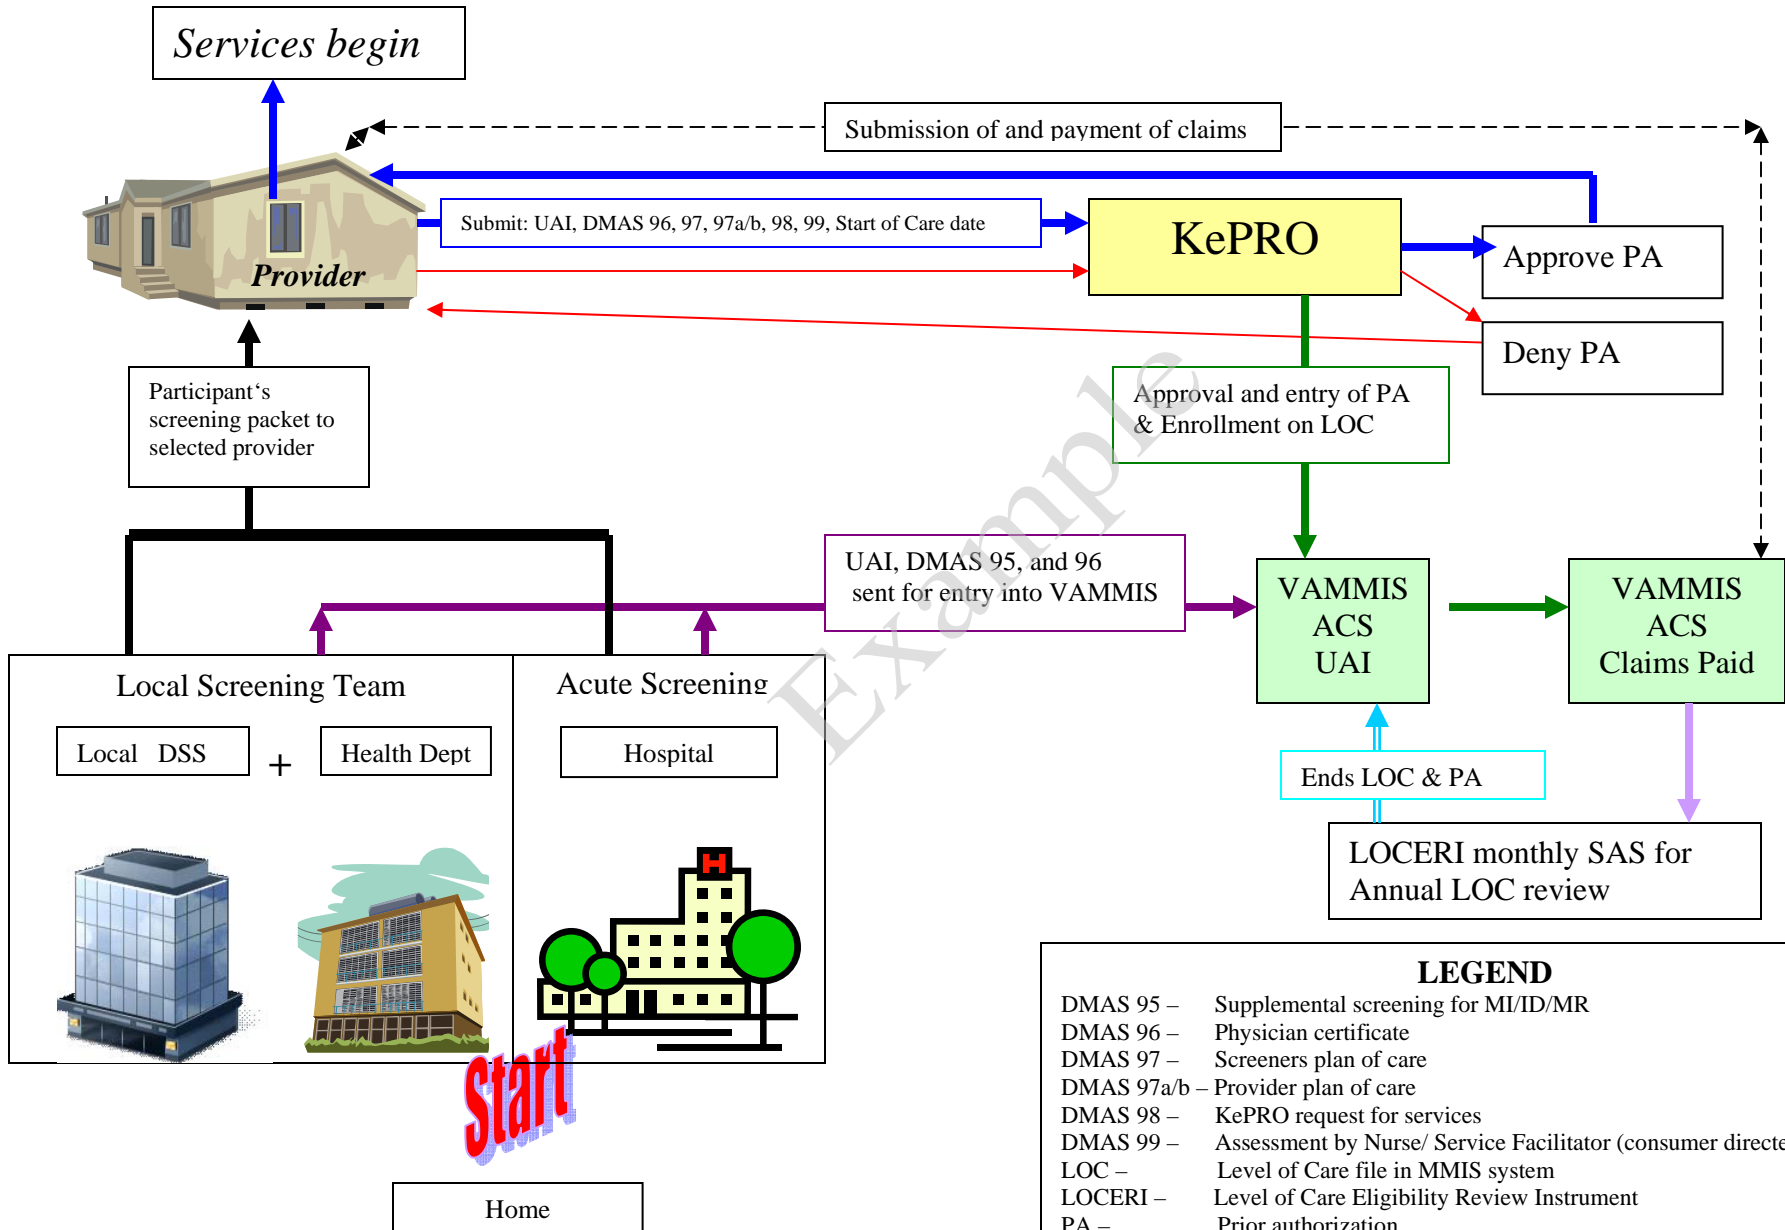 Services begin
Submission of and payment of claims
Submit: UAI, DMAS 96, 97, 97a/b, 98, 99, Start of Care date
KePRO
Approve PA
Provider
Deny PA
Participant‘s
screening packet to
selected provider
Approval and entry of PA
& Enrollment on LOC
Example
UAI, DMAS 95, and 96
sent for entry into VAMMIS
VAMMIS
ACS
UAI
VAMMIS
ACS
Claims Paid
Local Screening Team
Acute Screening
Local DSS
+
Health Dept
Hospital
Ends LOC & PA
LOCERI monthly SAS for
Annual LOC review
H
Start
Home
LEGEND
DMAS 95 – Supplemental screening for MI/ID/MR
DMAS 96 – Physician certificate
DMAS 97 – Screeners plan of care
DMAS 97a/b – Provider plan of care
DMAS 98 – KePRO request for services
DMAS 99 – Assessment by Nurse/ Service Facilitator (consumer directe
LOC – Level of Care file in MMIS system
LOCERI – Level of Care Eligibility Review Instrument
PA – Prior authorization